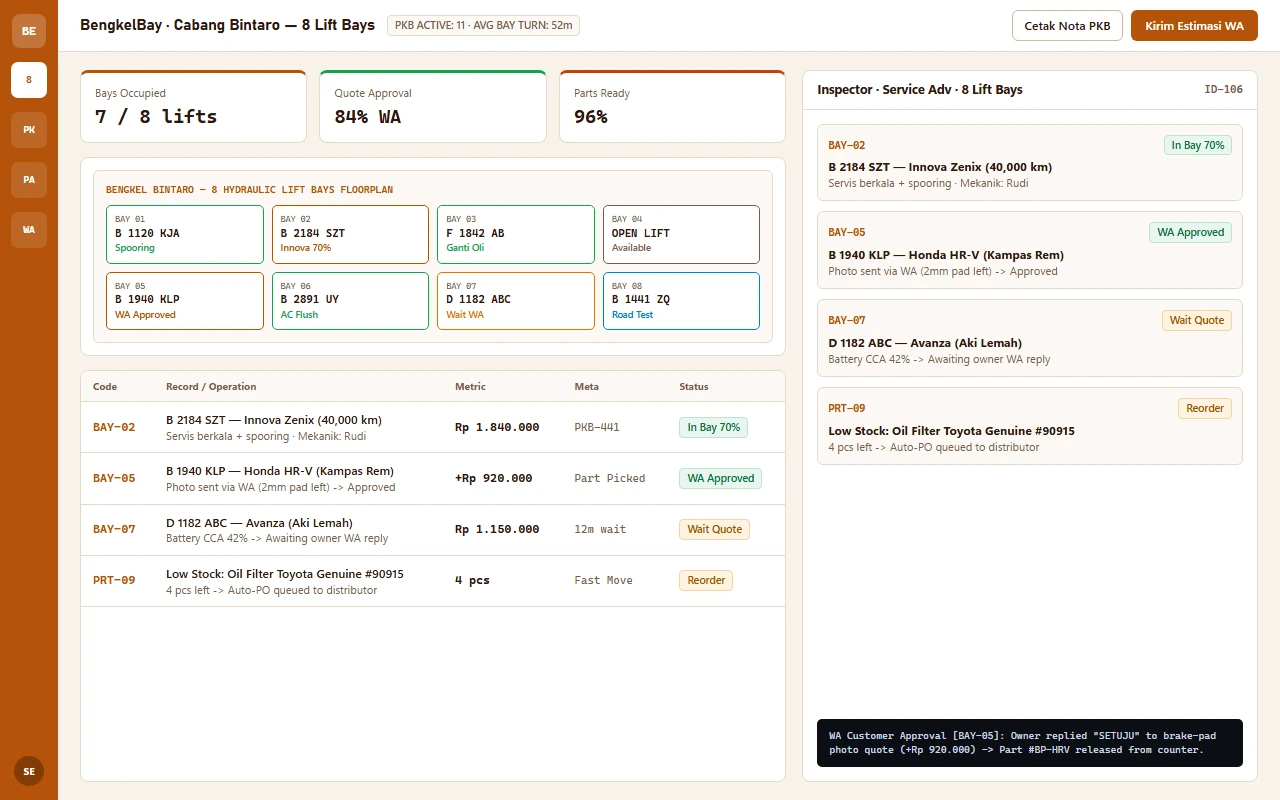 BE
8
PK
PA
WA
SE
BengkelBay · Cabang Bintaro — 8 Lift Bays
PKB ACTIVE: 11 · AVG BAY TURN: 52m
Cetak Nota PKB
Kirim Estimasi WA
Bays Occupied
7 / 8 lifts
Quote Approval
84% WA
Parts Ready
96%
BENGKEL BINTARO — 8 HYDRAULIC LIFT BAYS FLOORPLAN
BAY 01
B 1120 KJA
Spooring
BAY 02
B 2184 SZT
Innova 70%
BAY 03
F 1842 AB
Ganti Oli
BAY 04
OPEN LIFT
Available
BAY 05
B 1940 KLP
WA Approved
BAY 06
B 2891 UY
AC Flush
BAY 07
D 1182 ABC
Wait WA
BAY 08
B 1441 ZQ
Road Test
Code Record / Operation Metric Meta Status
BAY-02 B 2184 SZT — Innova Zenix (40,000 km) Rp 1.840.000 PKB-441 In Bay 70%
Servis berkala + spooring · Mekanik: Rudi
BAY-05 B 1940 KLP — Honda HR-V (Kampas Rem) +Rp 920.000 Part Picked WA Approved
Photo sent via WA (2mm pad left) -> Approved
BAY-07 D 1182 ABC — Avanza (Aki Lemah) Rp 1.150.000 12m wait Wait Quote
Battery CCA 42% -> Awaiting owner WA reply
PRT-09 Low Stock: Oil Filter Toyota Genuine #90915 4 pcs Fast Move Reorder
4 pcs left -> Auto-PO queued to distributor
Inspector · Service Adv · 8 Lift Bays
ID-106
BAY-02
In Bay 70%
B 2184 SZT — Innova Zenix (40,000 km)
Servis berkala + spooring · Mekanik: Rudi
BAY-05
WA Approved
B 1940 KLP — Honda HR-V (Kampas Rem)
Photo sent via WA (2mm pad left) -> Approved
BAY-07
Wait Quote
D 1182 ABC — Avanza (Aki Lemah)
Battery CCA 42% -> Awaiting owner WA reply
PRT-09
Reorder
Low Stock: Oil Filter Toyota Genuine #90915
4 pcs left -> Auto-PO queued to distributor
WA Customer Approval [BAY-05]: Owner replied "SETUJU" to brake-pad
photo quote (+Rp 920.000) -> Part #BP-HRV released from counter.